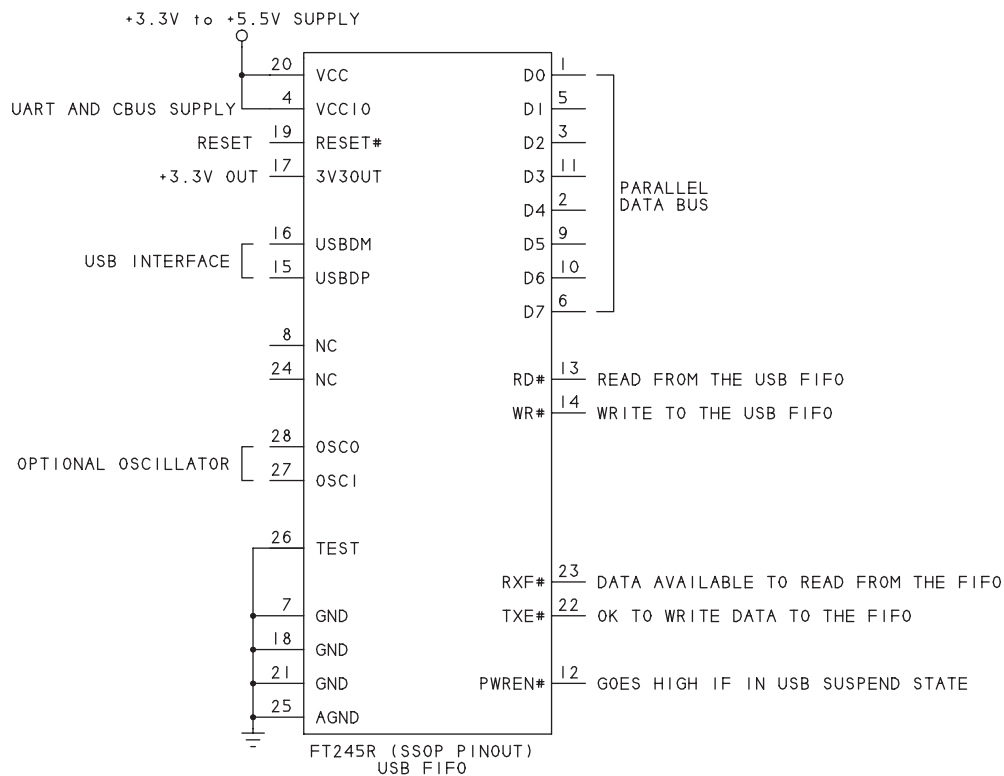 +3.3V to +5.5V SUPPLY
20 VCC D0 1
UART AND CBUS SUPPLY 4 VCCIO D1 5
RESET 19 RESET# D2 3
+3.3V OUT 17 3V3OUT D3 11
PARALLEL
DATA BUS
D4 2
16 USBDM D5 9
USB INTERFACE
15 USBDP D6 10
D7 6
8 NC
24 NC RD# 13 READ FROM THE USB FIFO
WR# 14 WRITE TO THE USB FIFO
28 OSCO
OPTIONAL OSCILLATOR
27 OSCI
26 TEST
RXF# 23 DATA AVAILABLE TO READ FROM THE FIFO
7 GND TXE# 22 OK TO WRITE DATA TO THE FIFO
18 GND
21 GND PWREN# 12 GOES HIGH IF IN USB SUSPEND STATE
25 AGND
FT245R (SSOP PINOUT)
USB FIFO